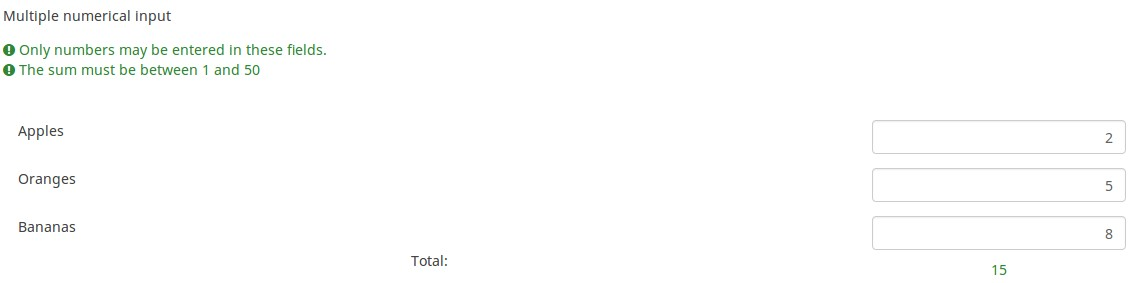 Multiple numerical input
Only numbers may be entered in these fields.
The sum must be between 1 and 50
Apples 2
Oranges 5
Bananas 8
Total: 15